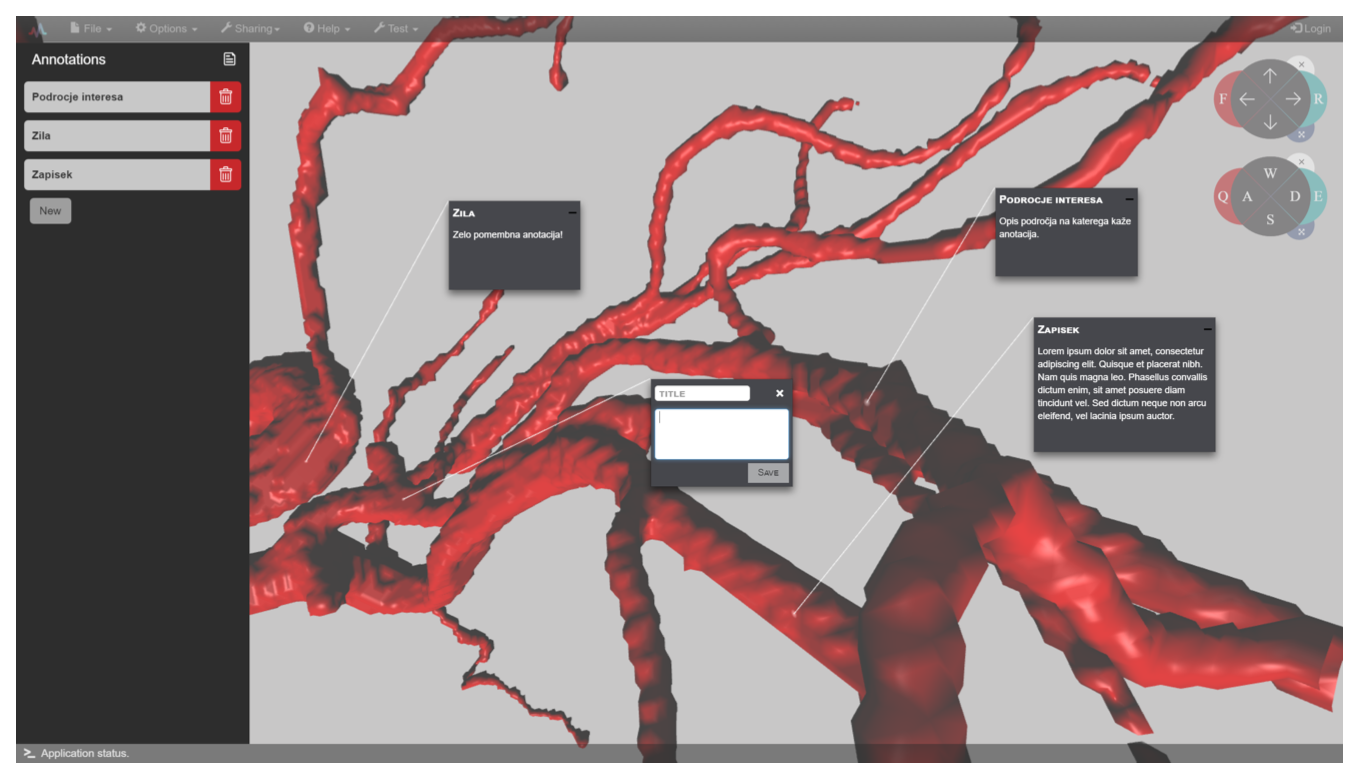 File Options Sharing Help Test Login
Annotations
Podrocje interesa
Zila
Zapisek
New
ZILA
Zelo pomembna anotacija!
PODROCJE INTERESA
Opis področja na katerega kaže
anotacija.
ZAPISEK
Lorem ipsum dolor sit amet, consectetur
adipiscing elit. Quisque et placerat nibh.
Nam quis magna leo. Phasellus convallis
dictum enim, sit amet posuere diam
tincidunt vel. Sed dictum neque non arcu
eleifend, vel lacinia ipsum auctor.
TITLE
SAVE
F R
W
Q A D E
S
Application status.